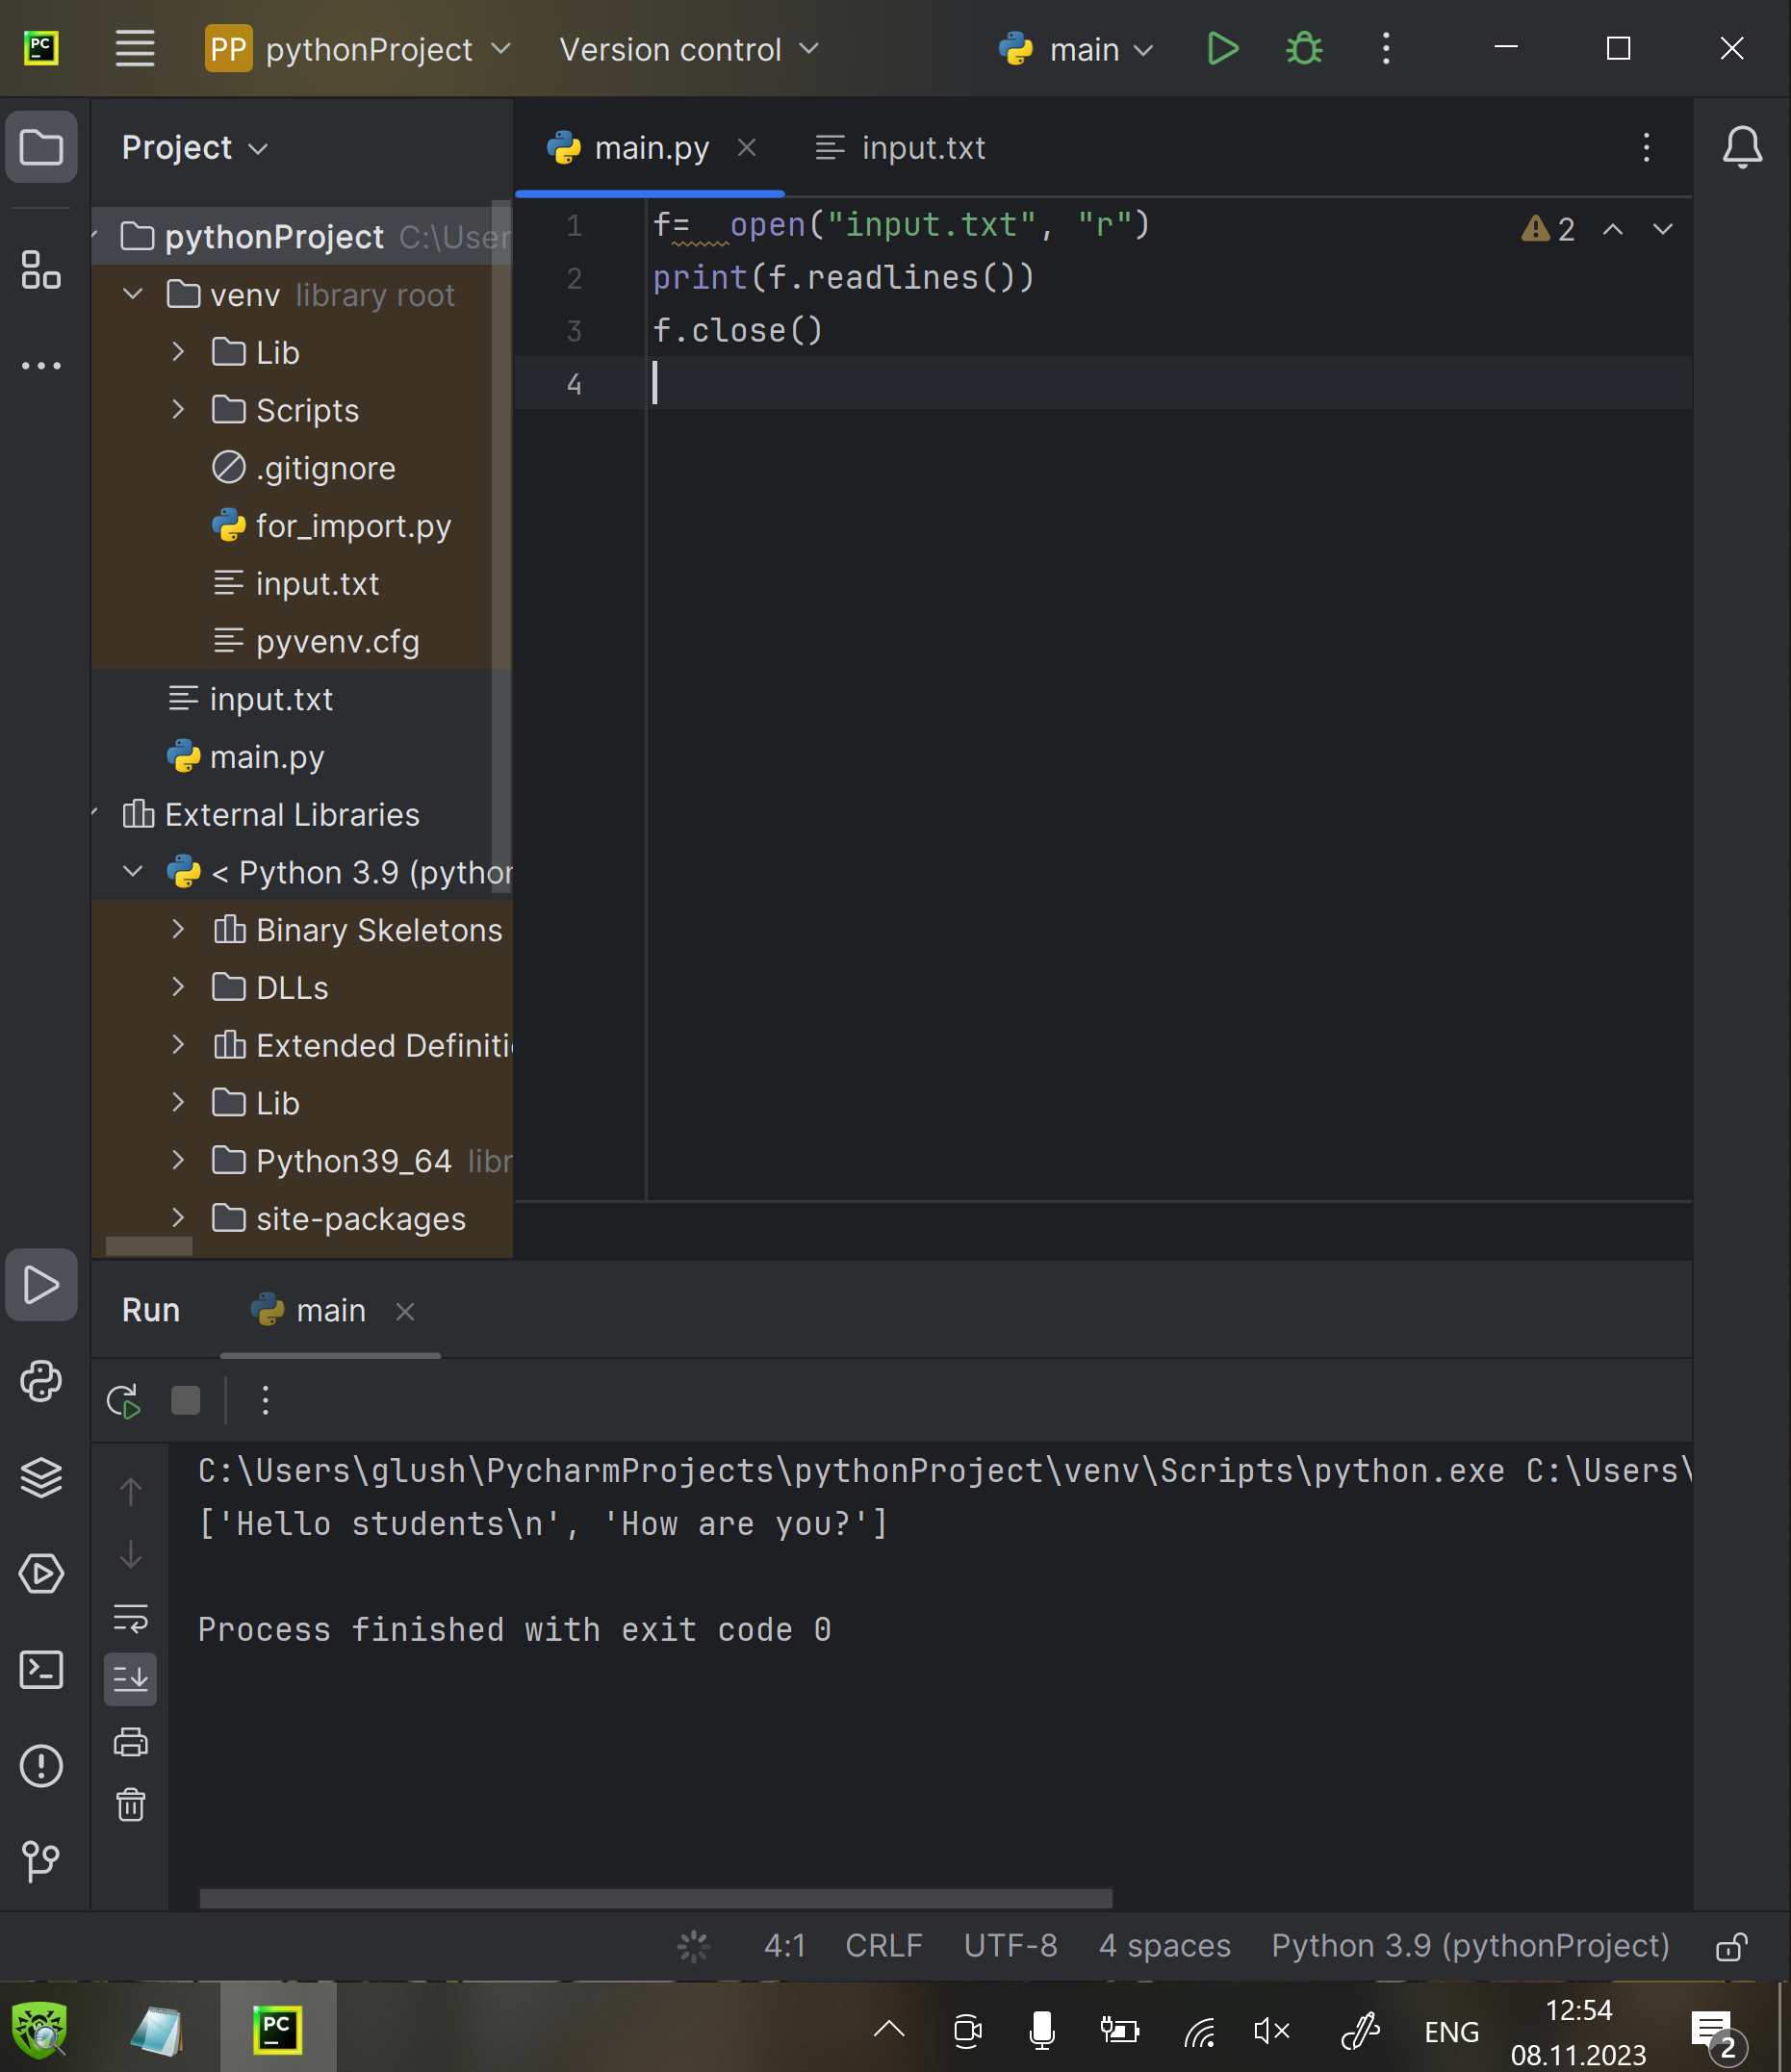 PC
PP pythonProject
Version control
main
Project
main.py
input.txt
pythonProject C:\User
venv library root
Lib
Scripts
.gitignore
for_import.py
input.txt
pyvenv.cfg
input.txt
main.py
External Libraries
< Python 3.9 (python
Binary Skeletons
DLLs
Extended Definiti
Lib
Python39_64 libr
site-packages
1 f=  open("input.txt", "r")
2 print(f.readlines())
3 f.close()
4
2
Run
main
C:\Users\glush\PycharmProjects\pythonProject\venv\Scripts\python.exe C:\Users\
['Hello students\n', 'How are you?']
Process finished with exit code 0
4:1 CRLF UTF-8 4 spaces Python 3.9 (pythonProject)
PC
ENG
12:54
08.11.2023
2